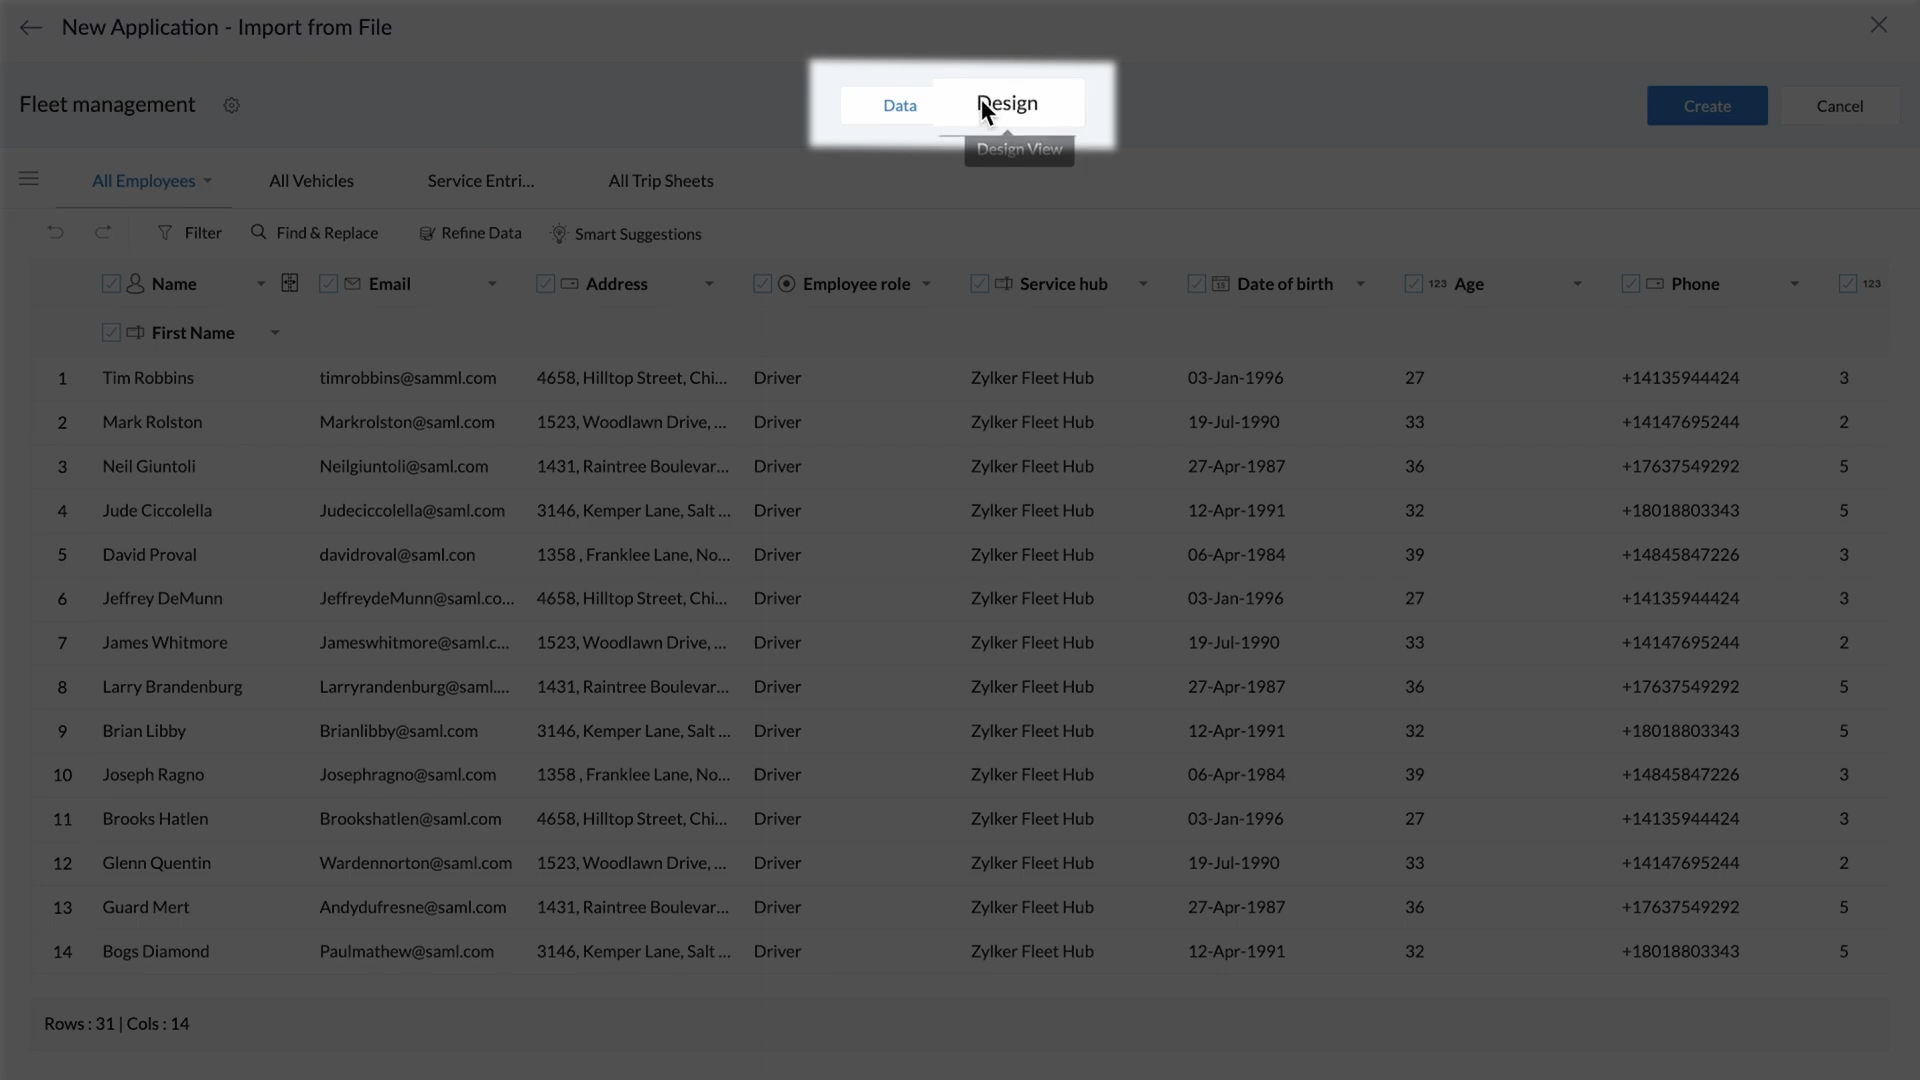 New Application - Import from File
Fleet management
Data Design
Create Cancel
Design View
All Employees All Vehicles Service Entri... All Trip Sheets
Filter Find & Replace Refine Data Smart Suggestions
Name Email Address Employee role Service hub 15 Date of birth 123 Age Phone 123
First Name
1 Tim Robbins timrobbins@samml.com 4658, Hilltop Street, Chi... Driver Zylker Fleet Hub 03-Jan-1996 27 +14135944424 3
2 Mark Rolston Markrolston@saml.com 1523, Woodlawn Drive, ... Driver Zylker Fleet Hub 19-Jul-1990 33 +14147695244 2
3 Neil Giuntoli Neilgiuntoli@saml.com 1431, Raintree Boulevar... Driver Zylker Fleet Hub 27-Apr-1987 36 +17637549292 5
4 Jude Ciccolella Judeciccolella@saml.com 3146, Kemper Lane, Salt ... Driver Zylker Fleet Hub 12-Apr-1991 32 +18018803343 5
5 David Proval davidroval@saml.con 1358 , Franklee Lane, No... Driver Zylker Fleet Hub 06-Apr-1984 39 +14845847226 3
6 Jeffrey DeMunn JeffreydeMunn@saml.co... 4658, Hilltop Street, Chi... Driver Zylker Fleet Hub 03-Jan-1996 27 +14135944424 3
7 James Whitmore Jameswhitmore@saml.c... 1523, Woodlawn Drive, ... Driver Zylker Fleet Hub 19-Jul-1990 33 +14147695244 2
8 Larry Brandenburg Larryrandenburg@saml.... 1431, Raintree Boulevar... Driver Zylker Fleet Hub 27-Apr-1987 36 +17637549292 5
9 Brian Libby Brianlibby@saml.com 3146, Kemper Lane, Salt ... Driver Zylker Fleet Hub 12-Apr-1991 32 +18018803343 5
10 Joseph Ragno Josephragno@saml.com 1358 , Franklee Lane, No... Driver Zylker Fleet Hub 06-Apr-1984 39 +14845847226 3
11 Brooks Hatlen Brookshatlen@saml.com 4658, Hilltop Street, Chi... Driver Zylker Fleet Hub 03-Jan-1996 27 +14135944424 3
12 Glenn Quentin Wardennorton@saml.com 1523, Woodlawn Drive, ... Driver Zylker Fleet Hub 19-Jul-1990 33 +14147695244 2
13 Guard Mert Andydufresne@saml.com 1431, Raintree Boulevar... Driver Zylker Fleet Hub 27-Apr-1987 36 +17637549292 5
14 Bogs Diamond Paulmathew@saml.com 3146, Kemper Lane, Salt ... Driver Zylker Fleet Hub 12-Apr-1991 32 +18018803343 5
Rows : 31 | Cols : 14